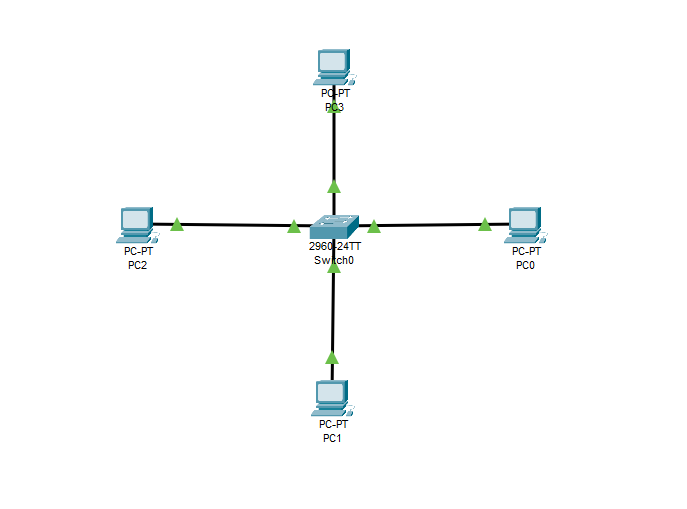 PC-PT
PC3
PC-PT
PC2
2960-24TT
Switch0
PC-PT
PC0
PC-PT
PC1